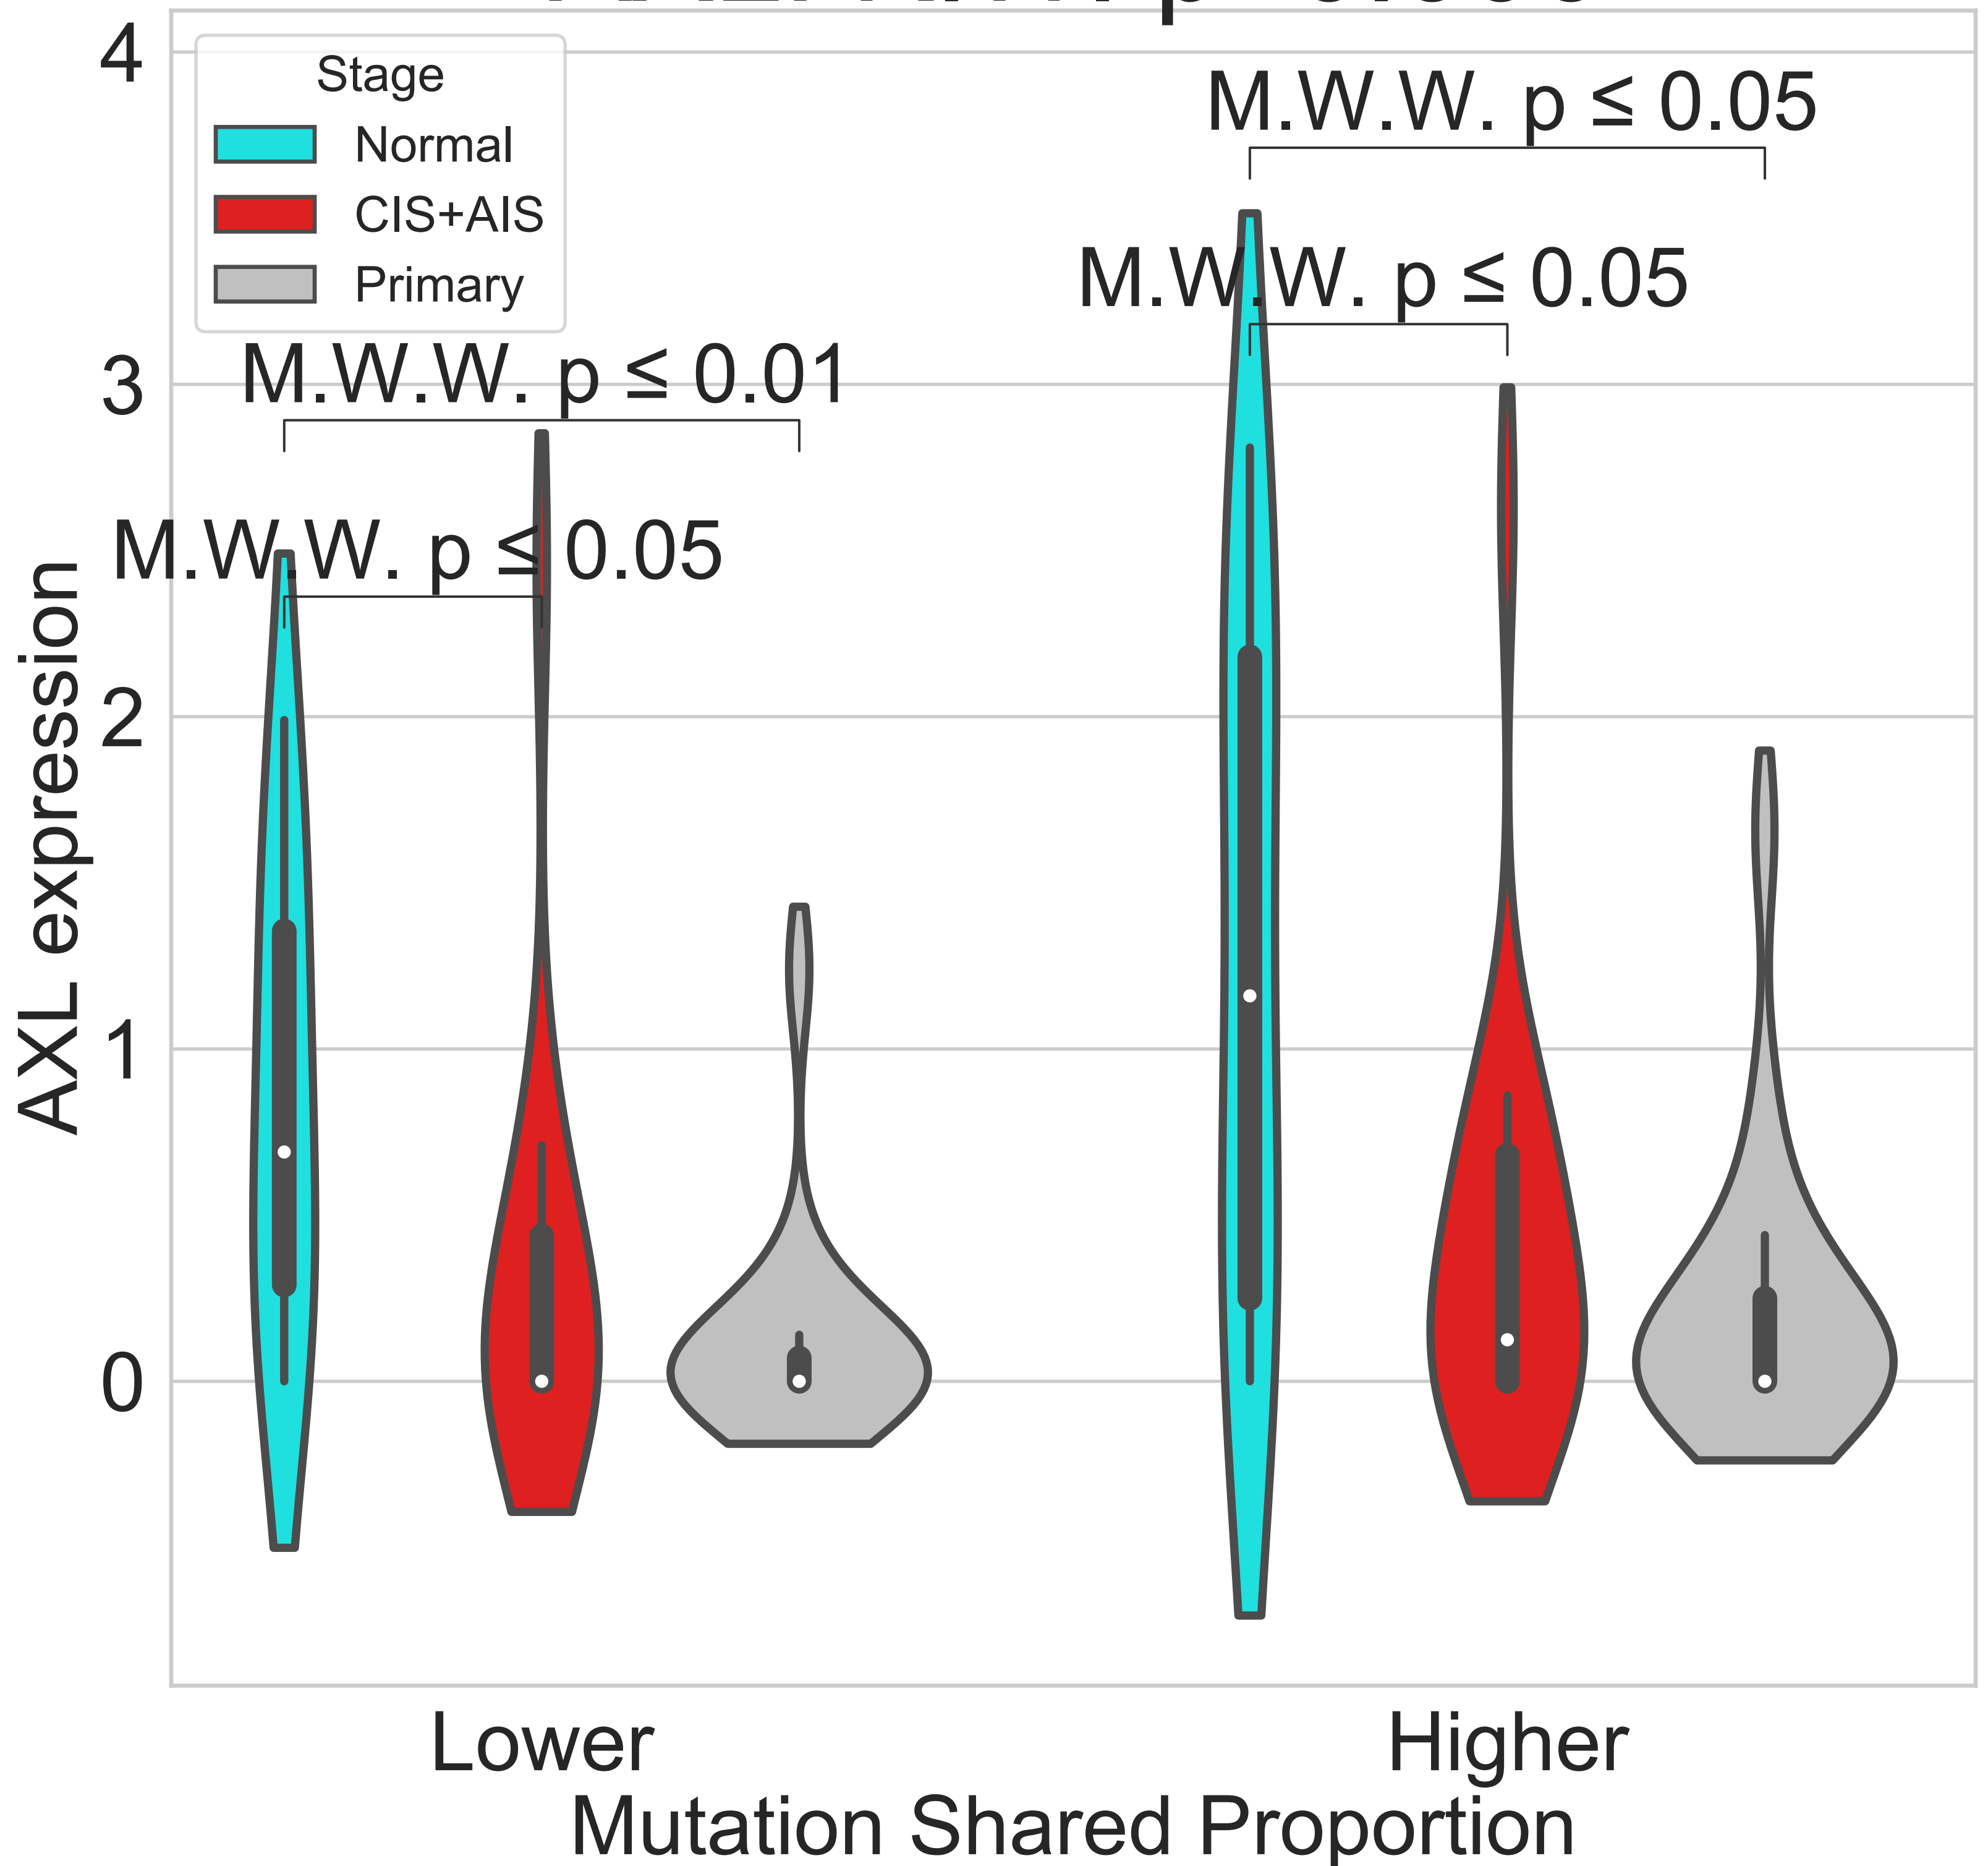 4
3
2
1
0
AXL expression
Stage
Normal
CIS+AIS
Primary
M.W.W. p ≤ 0.05
M.W.W. p ≤ 0.05
M.W.W. p ≤ 0.01
M.W.W. p ≤ 0.05
Lower
Higher
Mutation Shared Proportion